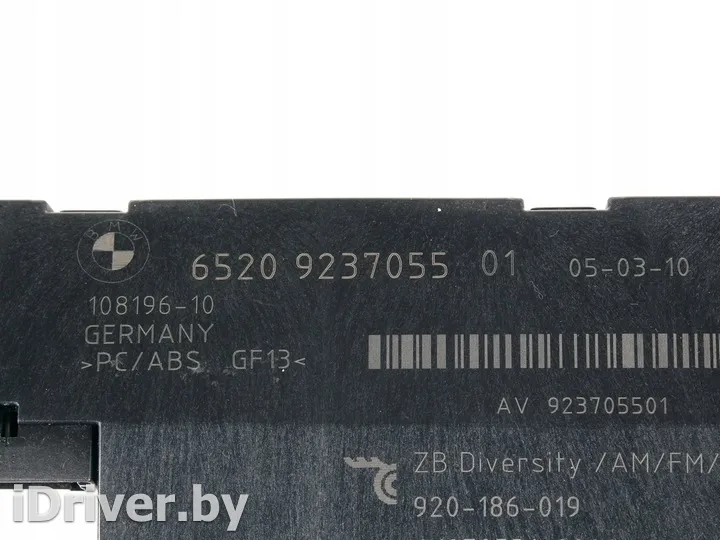 BMW
6520 9237055 01 05-03-10
108196-10
GERMANY
>PC/ABS GF13<
AV 923705501
ZB Diversity /AM/FM/
920-186-019
iDriver.by